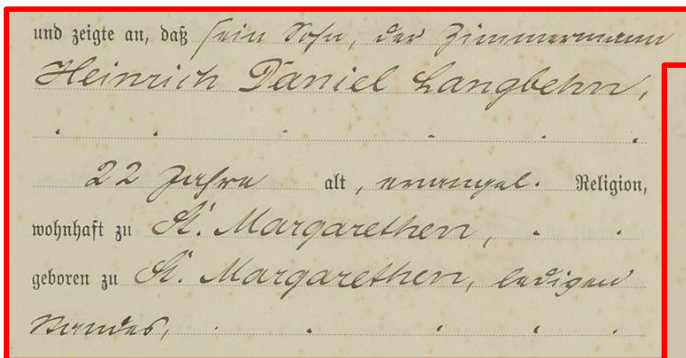 und zeigte an, daß sein Sohn, der Zimmermann
Heinrich Daniel Langbehn,
22 Jahre alt, evangel. Religion,
wohnhaft zu St. Margarethen,
geboren zu St. Margarethen, ledigen
Standes,